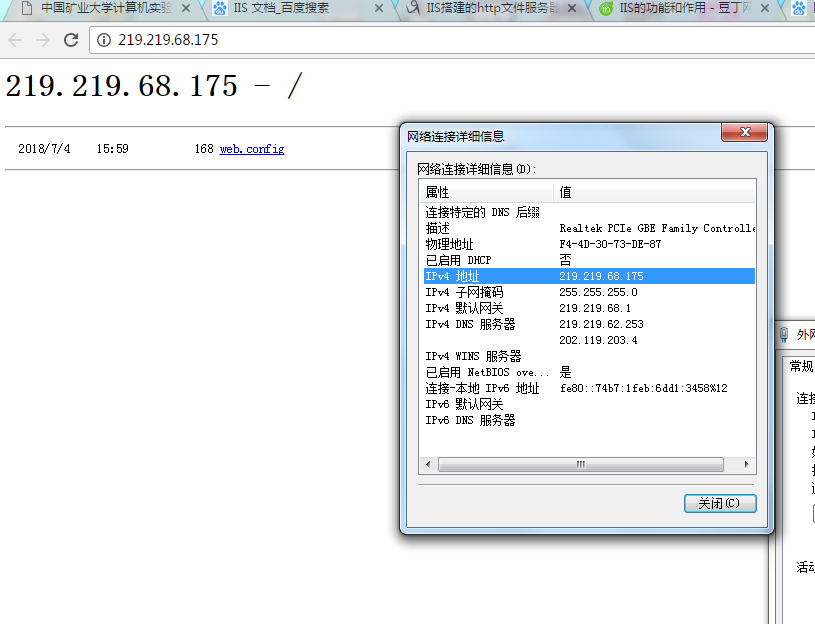 中国矿业大学计算机实验
IIS 文档_百度搜索
IIS搭建的http文件服务器
IIS的功能和作用 - 豆丁网
219.219.68.175
219.219.68.175 - /
2018/7/4 15:59 168 web.config
网络连接详细信息
网络连接详细信息(D):
属性 值
连接特定的 DNS 后缀
描述 Realtek PCIe GBE Family Controlle
物理地址 F4-4D-30-73-DE-87
已启用 DHCP 否
IPv4 地址 219.219.68.175
IPv4 子网掩码 255.255.255.0
IPv4 默认网关 219.219.68.1
IPv4 DNS 服务器 219.219.62.253
202.119.203.4
IPv4 WINS 服务器
已启用 NetBIOS ove... 是
连接-本地 IPv6 地址 fe80::74b7:1feb:6dd1:3458%12
IPv6 默认网关
IPv6 DNS 服务器
关闭(C)
外网
常规
连接
活动